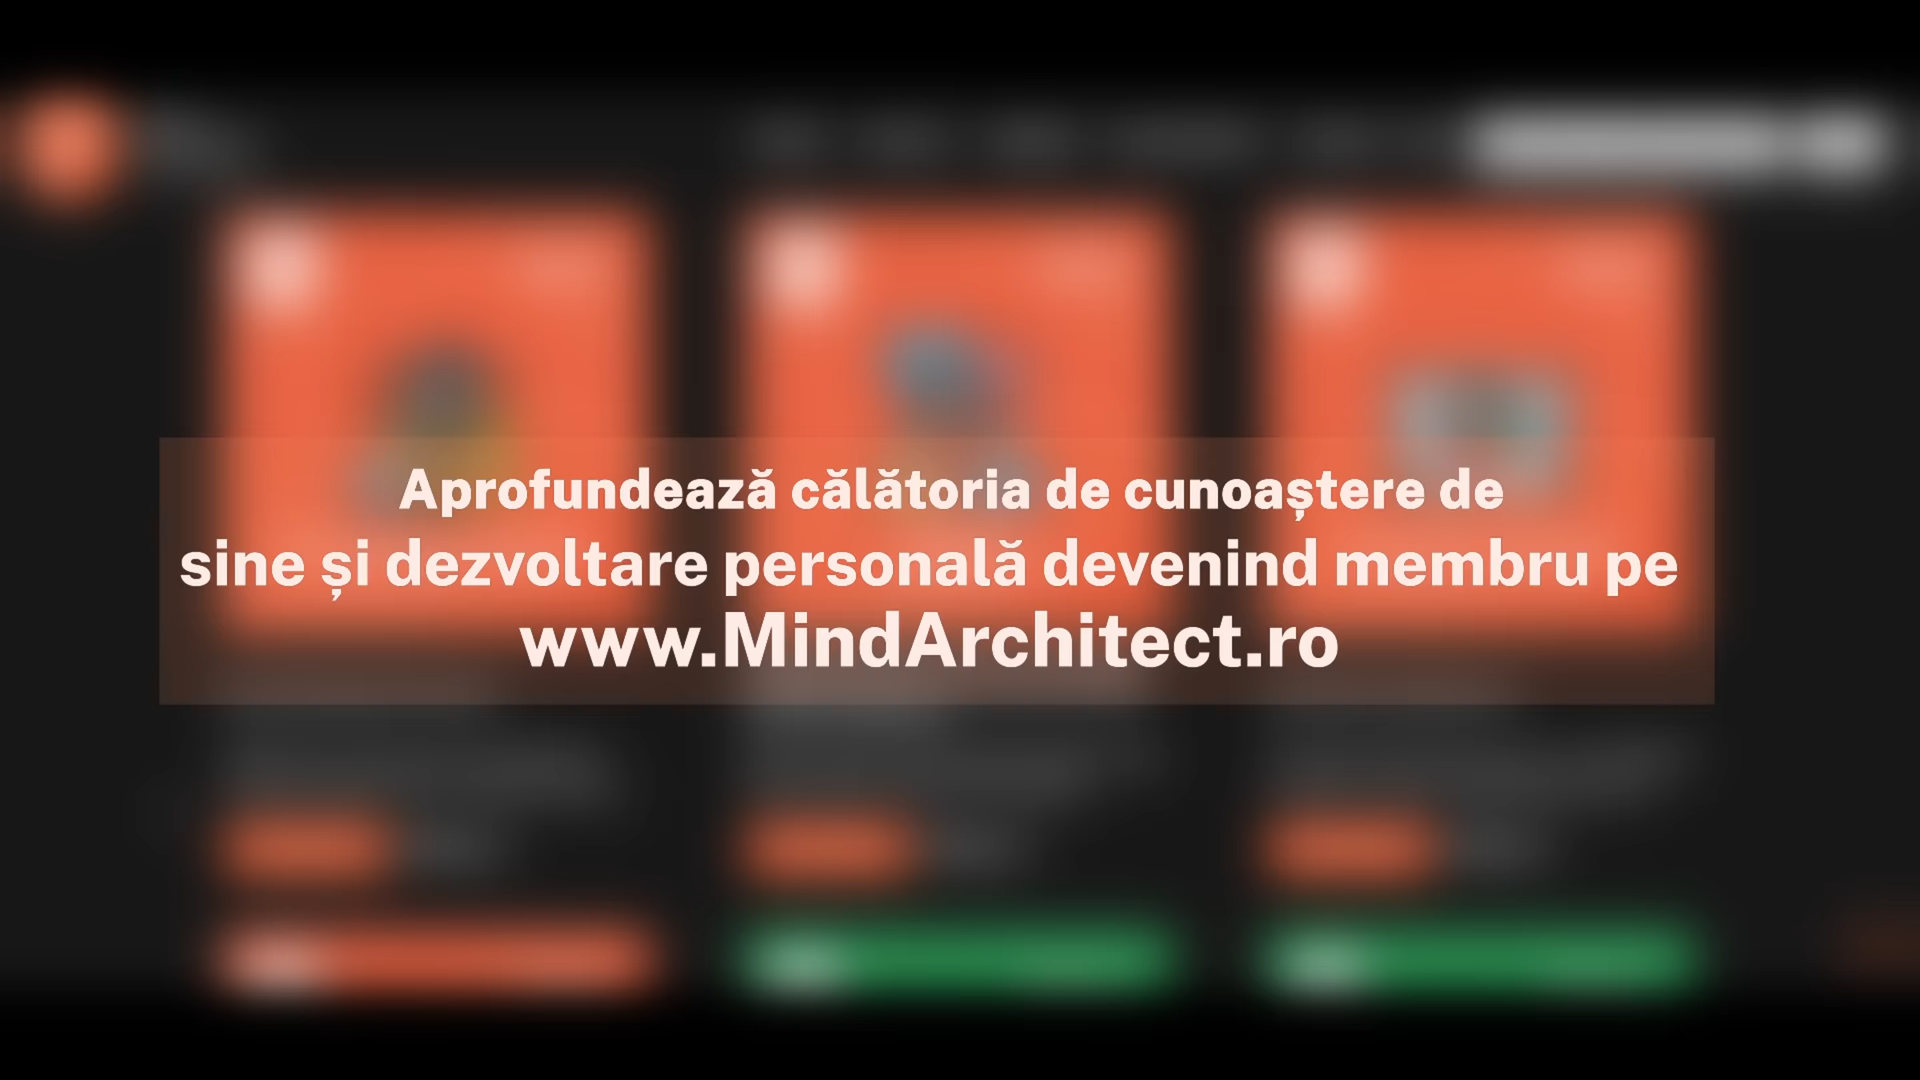 Aprofundează călătoria de cunoaștere de
sine și dezvoltare personală devenind membru pe
www.MindArchitect.ro